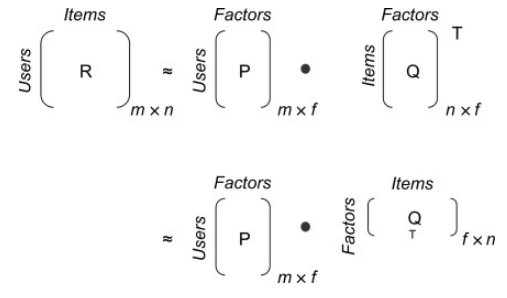 Items Factors Factors
Users R m × n ≈ Users P m × f • Items Q T n × f
Factors Items
≈ Users P m × f • Factors Q T f × n